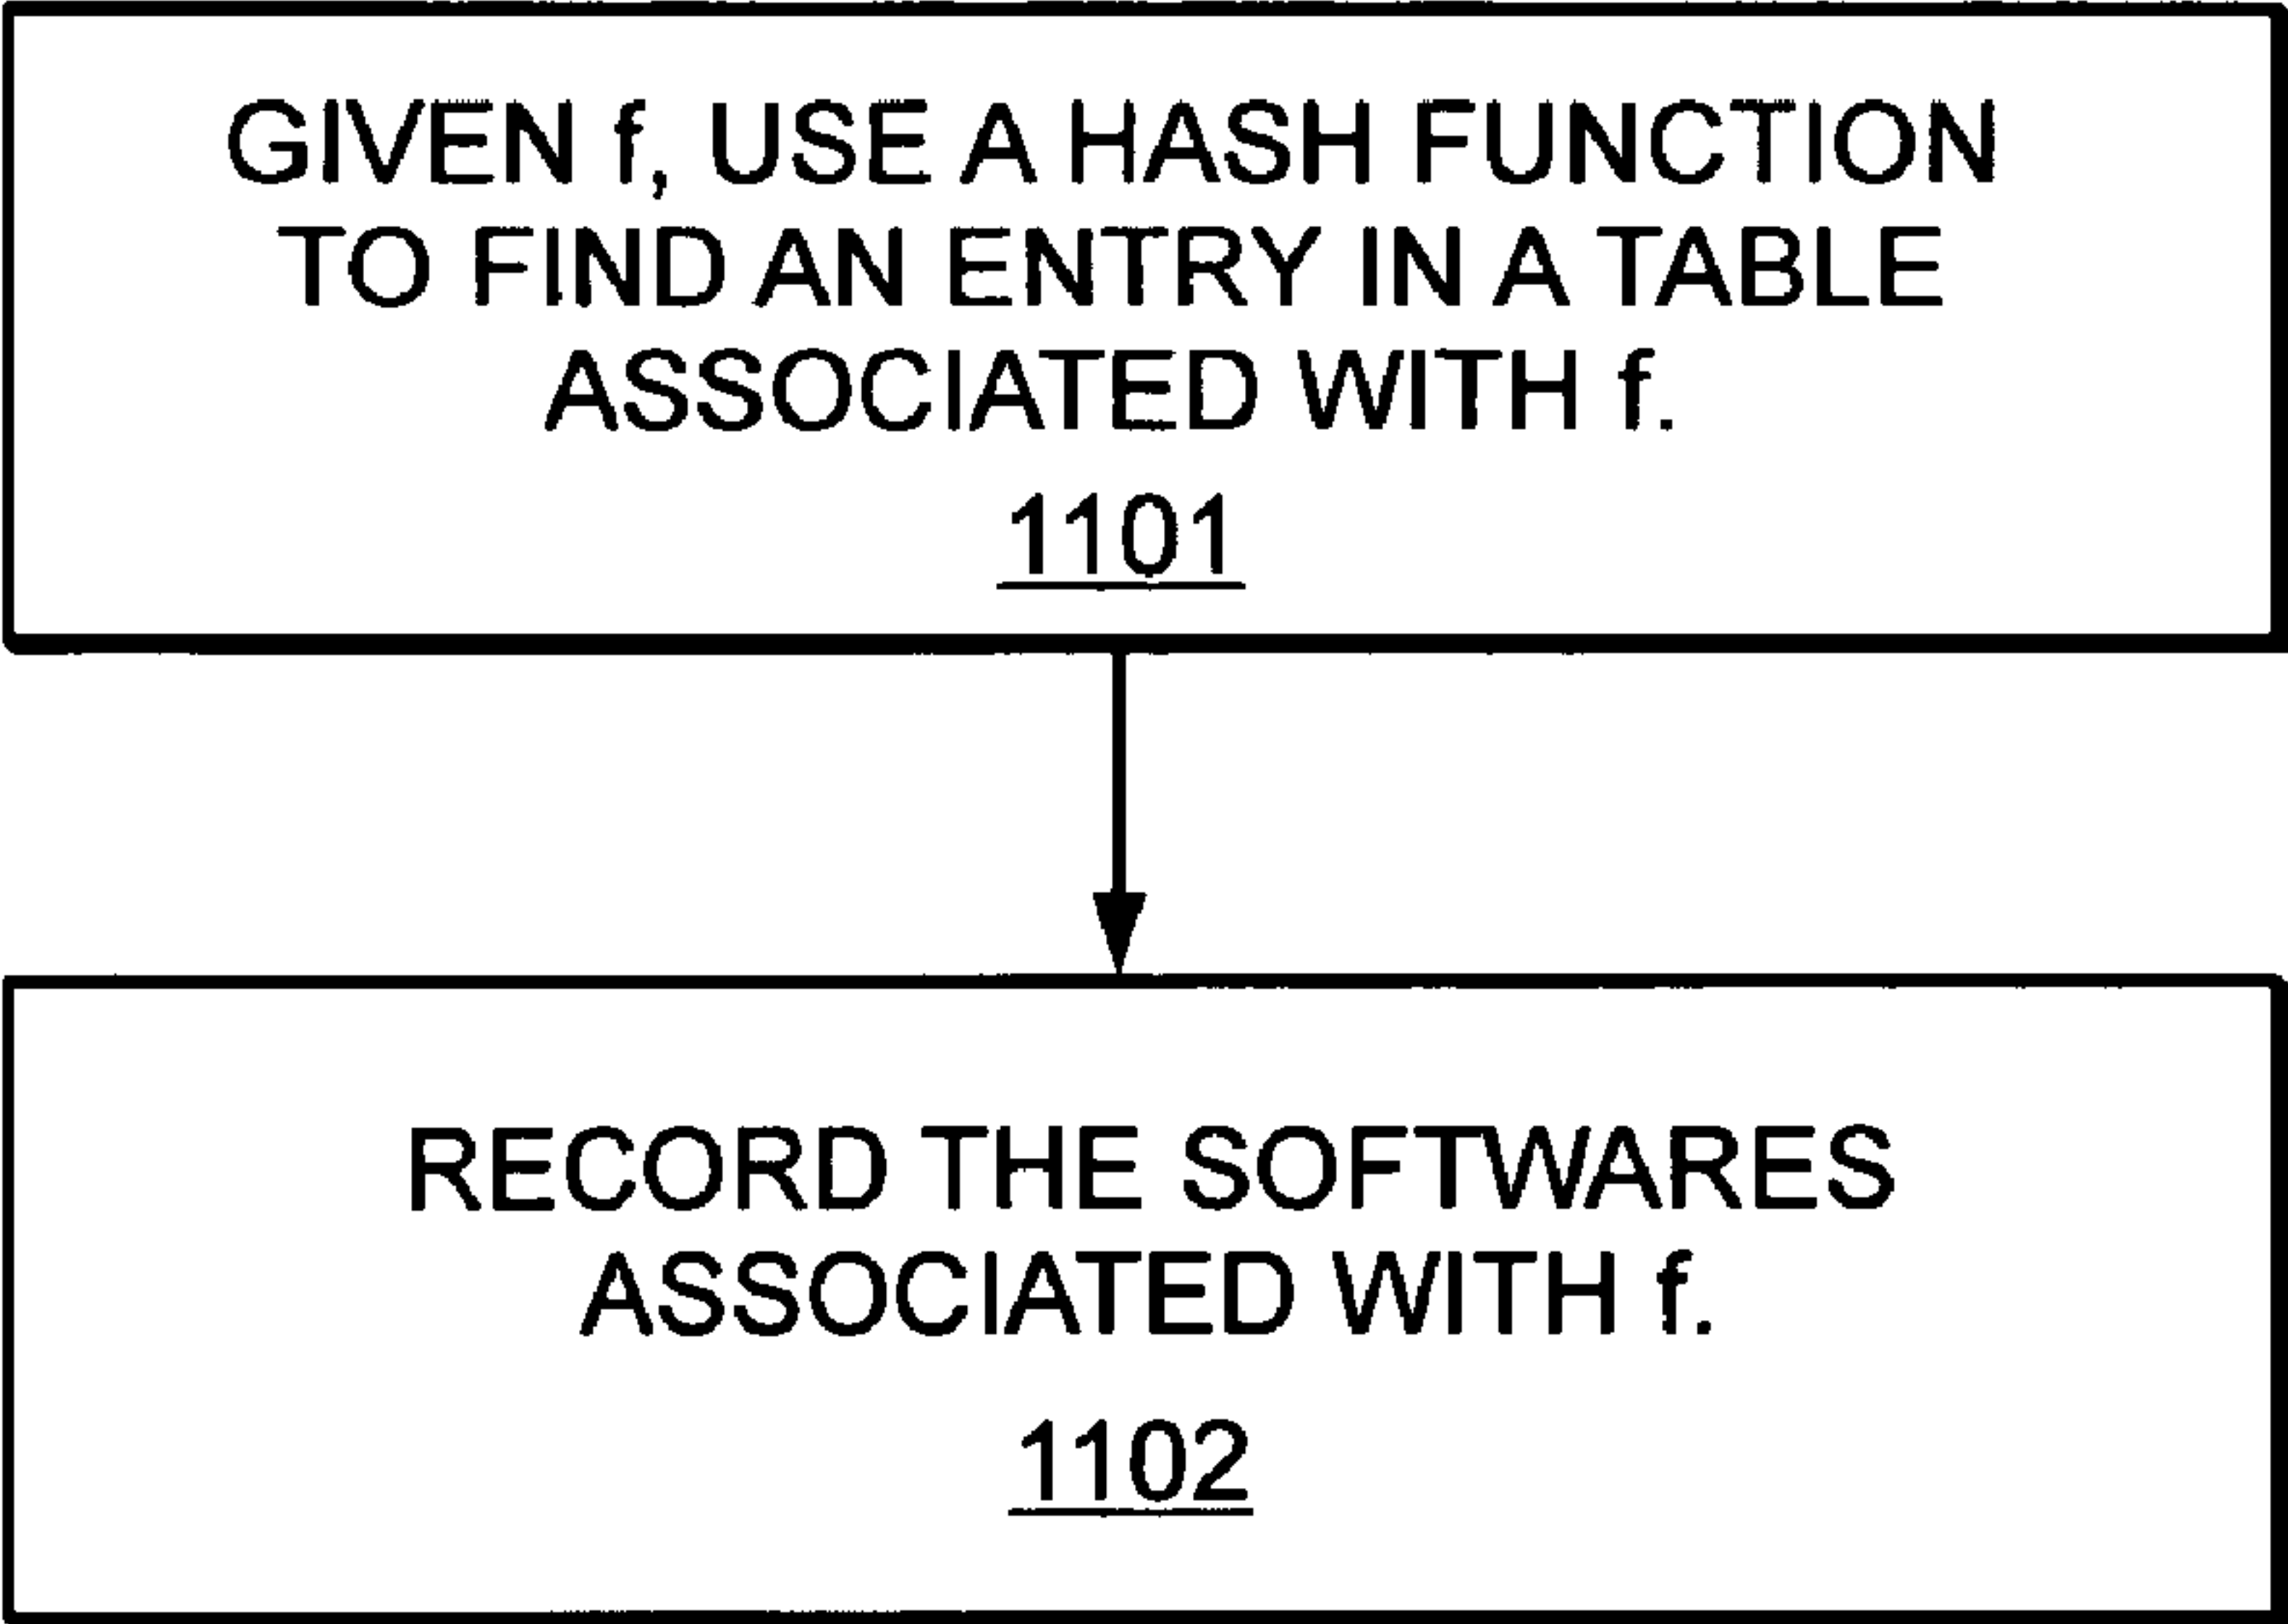 GIVEN f, USE A HASH FUNCTION
TO FIND AN ENTRY IN A TABLE
ASSOCIATED WITH f.
1101
RECORD THE SOFTWARES
ASSOCIATED WITH f.
1102